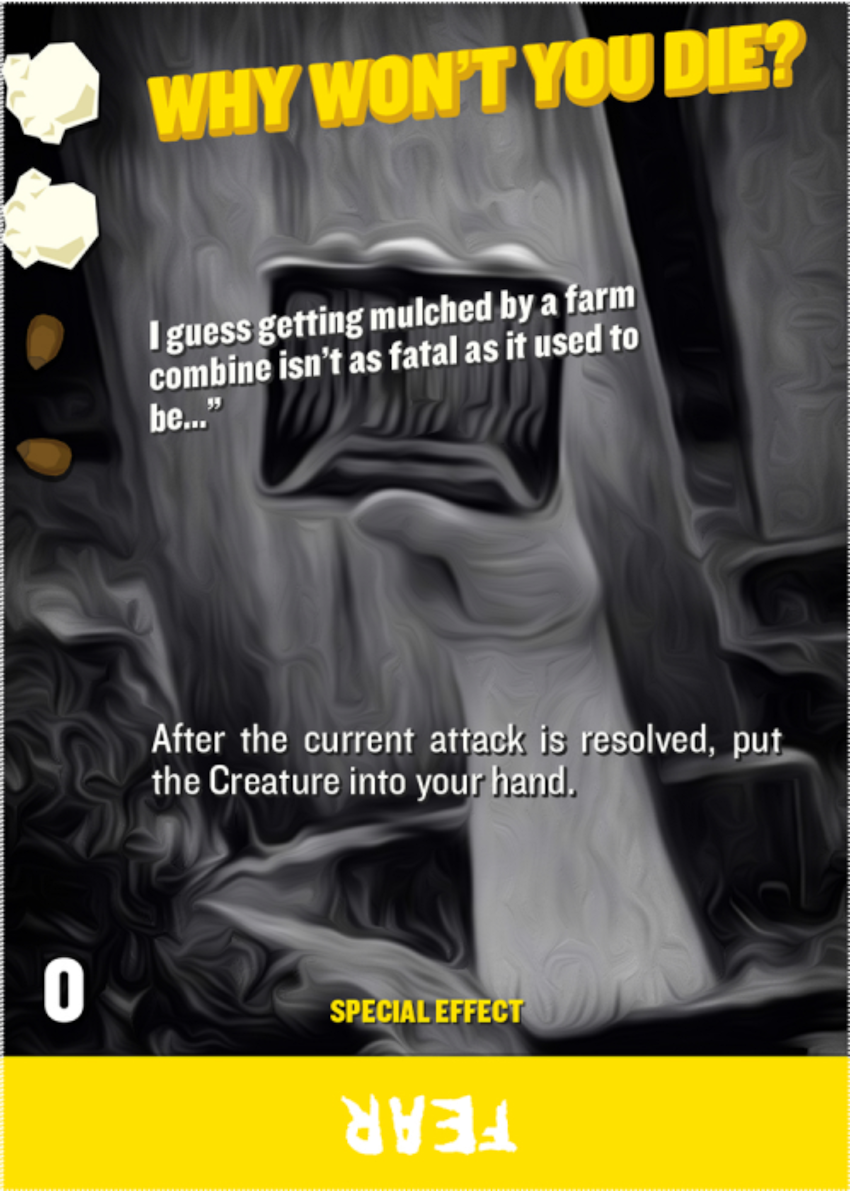 WHY WON'T YOU DIE?
I guess getting mulched by a farm
combine isn't as fatal as it used to
be...”
After the current attack is resolved, put
the Creature into your hand.
0
SPECIAL EFFECT
FEAR